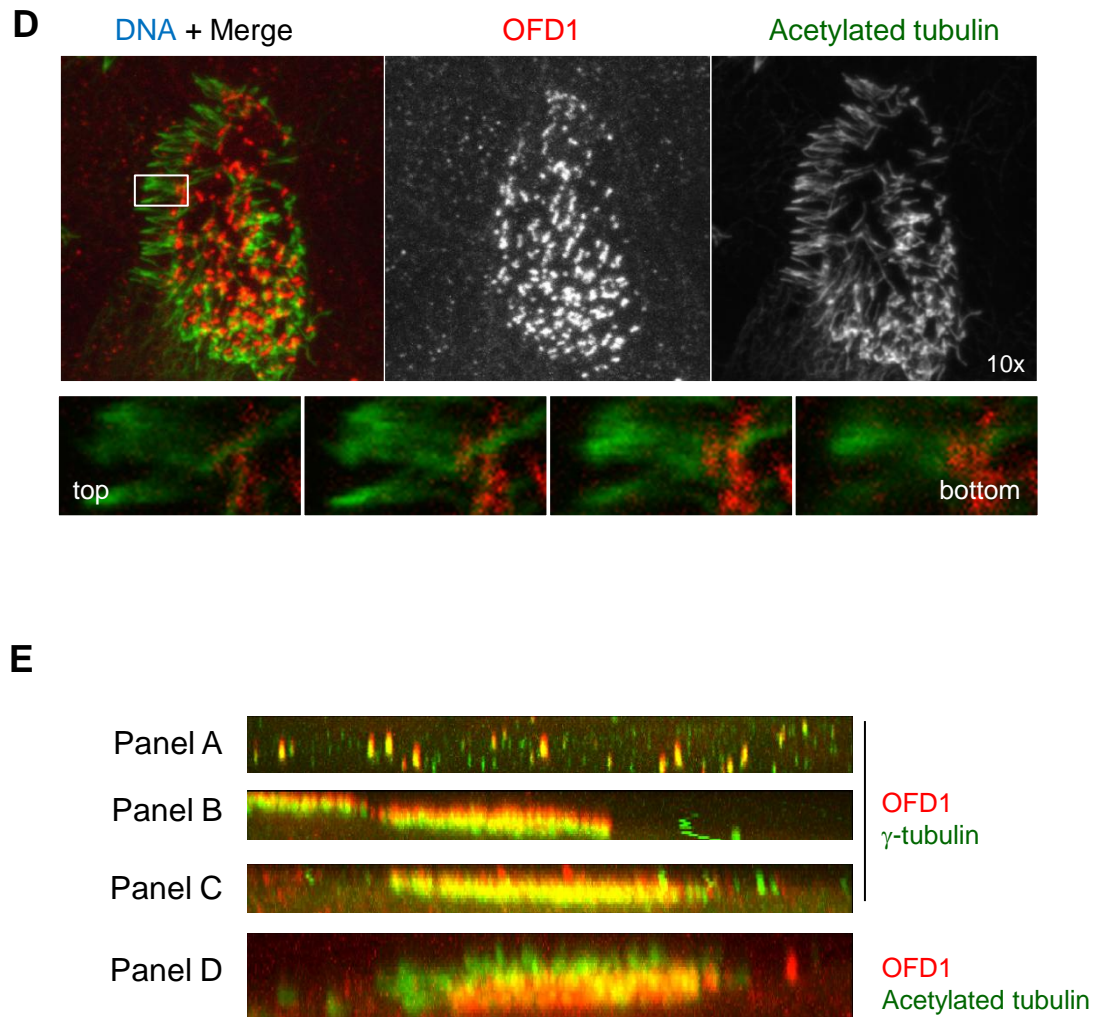 D
DNA + Merge
OFD1
Acetylated tubulin
10x
top
bottom
E
Panel A
Panel B
Panel C
Panel D
OFD1
γ-tubulin
OFD1
Acetylated tubulin